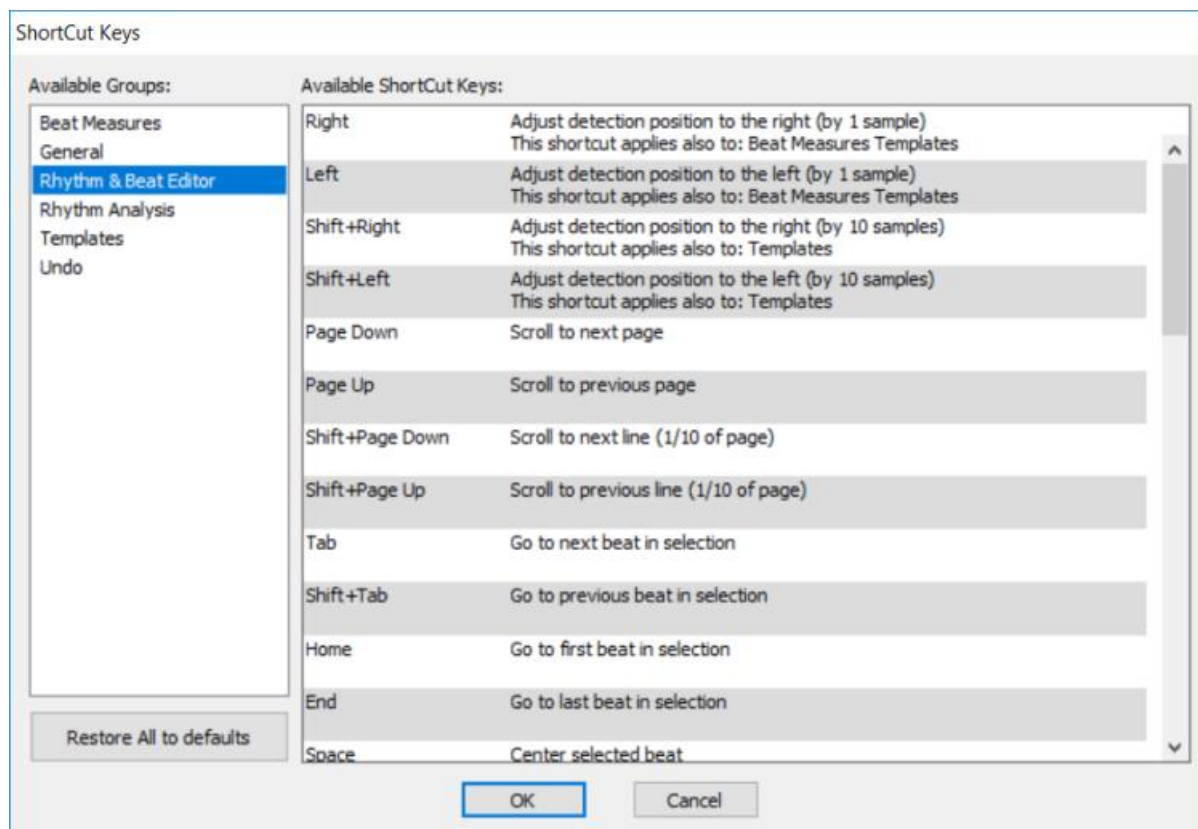 ShortCut Keys
Available Groups:
Beat Measures
General
Rhythm & Beat Editor
Rhythm Analysis
Templates
Undo
Restore All to defaults
Available ShortCut Keys:
Right Adjust detection position to the right (by 1 sample)
This shortcut applies also to: Beat Measures Templates
Left Adjust detection position to the left (by 1 sample)
This shortcut applies also to: Beat Measures Templates
Shift+Right Adjust detection position to the right (by 10 samples)
This shortcut applies also to: Templates
Shift+Left Adjust detection position to the left (by 10 samples)
This shortcut applies also to: Templates
Page Down Scroll to next page
Page Up Scroll to previous page
Shift+Page Down Scroll to next line (1/10 of page)
Shift+Page Up Scroll to previous line (1/10 of page)
Tab Go to next beat in selection
Shift+Tab Go to previous beat in selection
Home Go to first beat in selection
End Go to last beat in selection
Space Center selected beat
OK Cancel